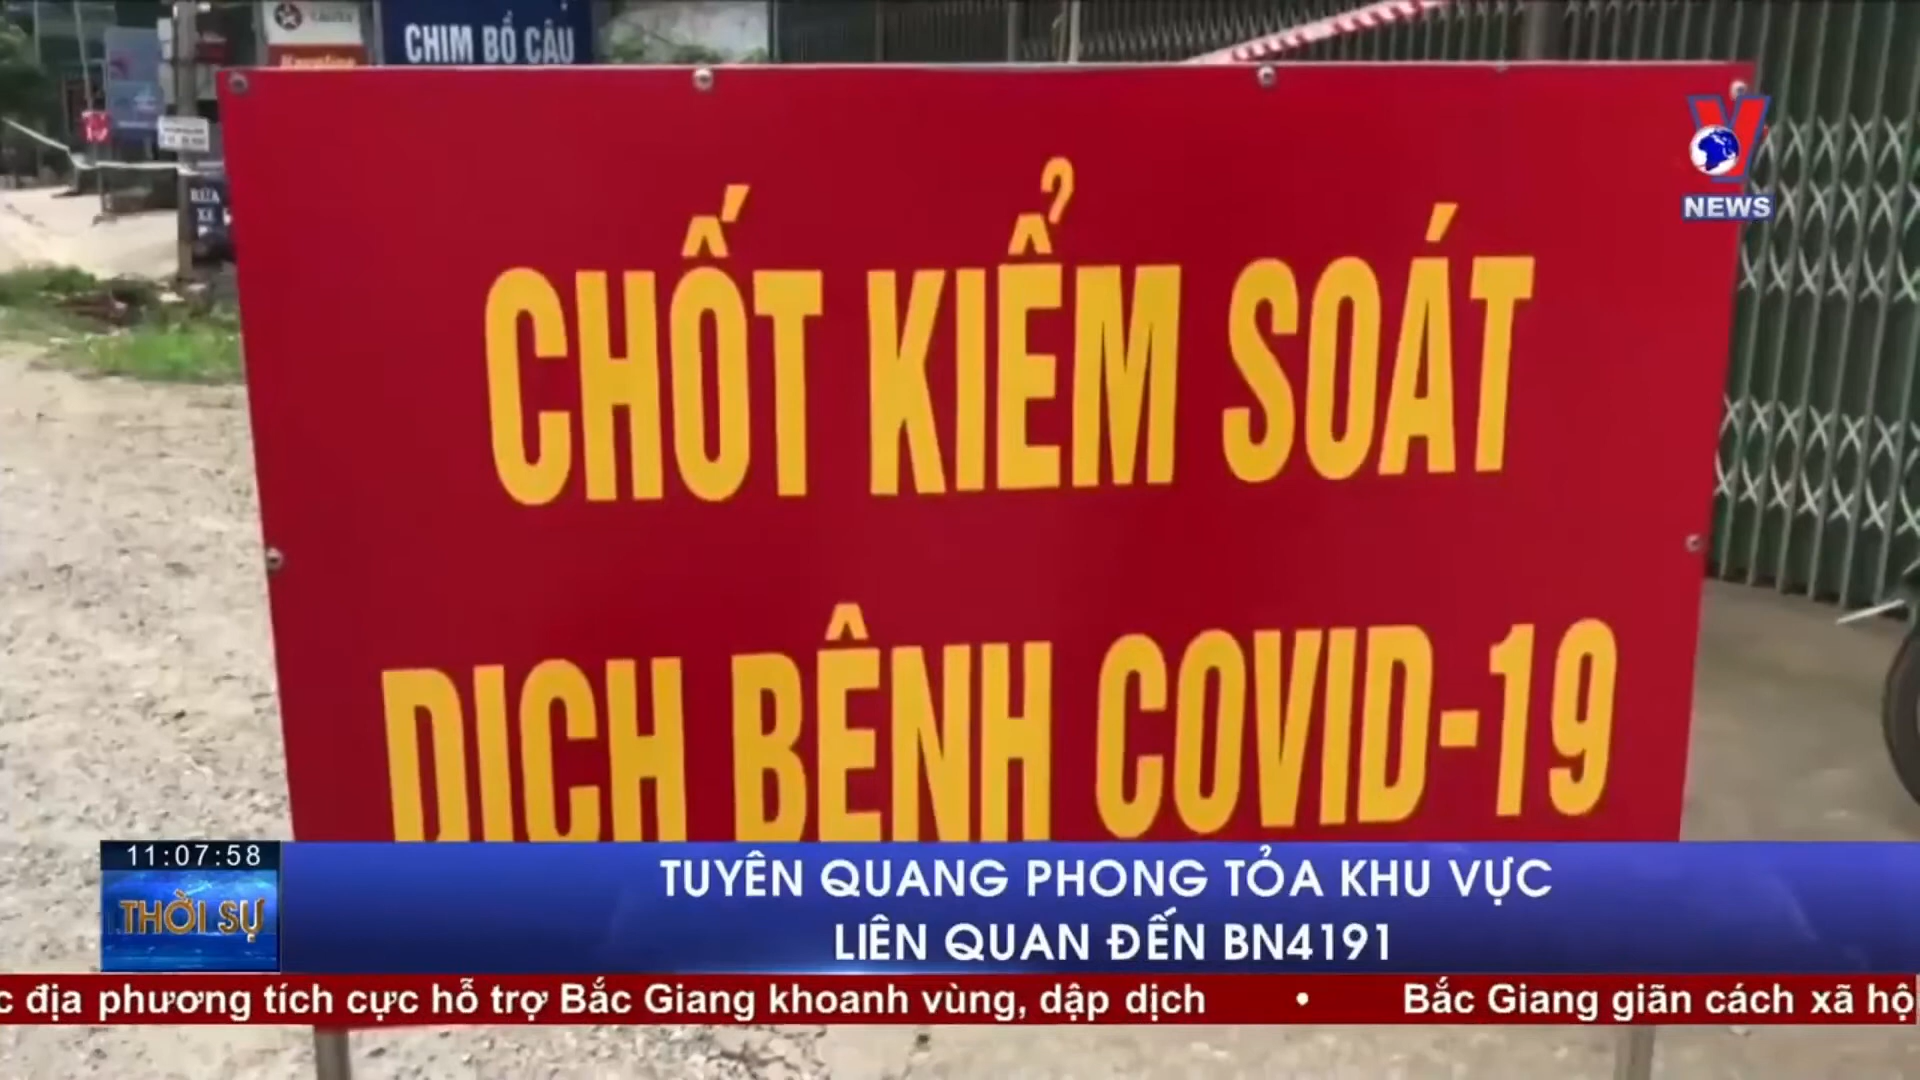 CHIM BỒ CÂU
RỬA
XE
NEWS
CHỐT KIỂM SOÁT
DỊCH BỆNH COVID-19
11:07:58
THỜI SỰ
TUYÊN QUANG PHONG TỎA KHU VỰC
LIÊN QUAN ĐẾN BN4191
c địa phương tích cực hỗ trợ Bắc Giang khoanh vùng, dập dịch • Bắc Giang giãn cách xã hộ